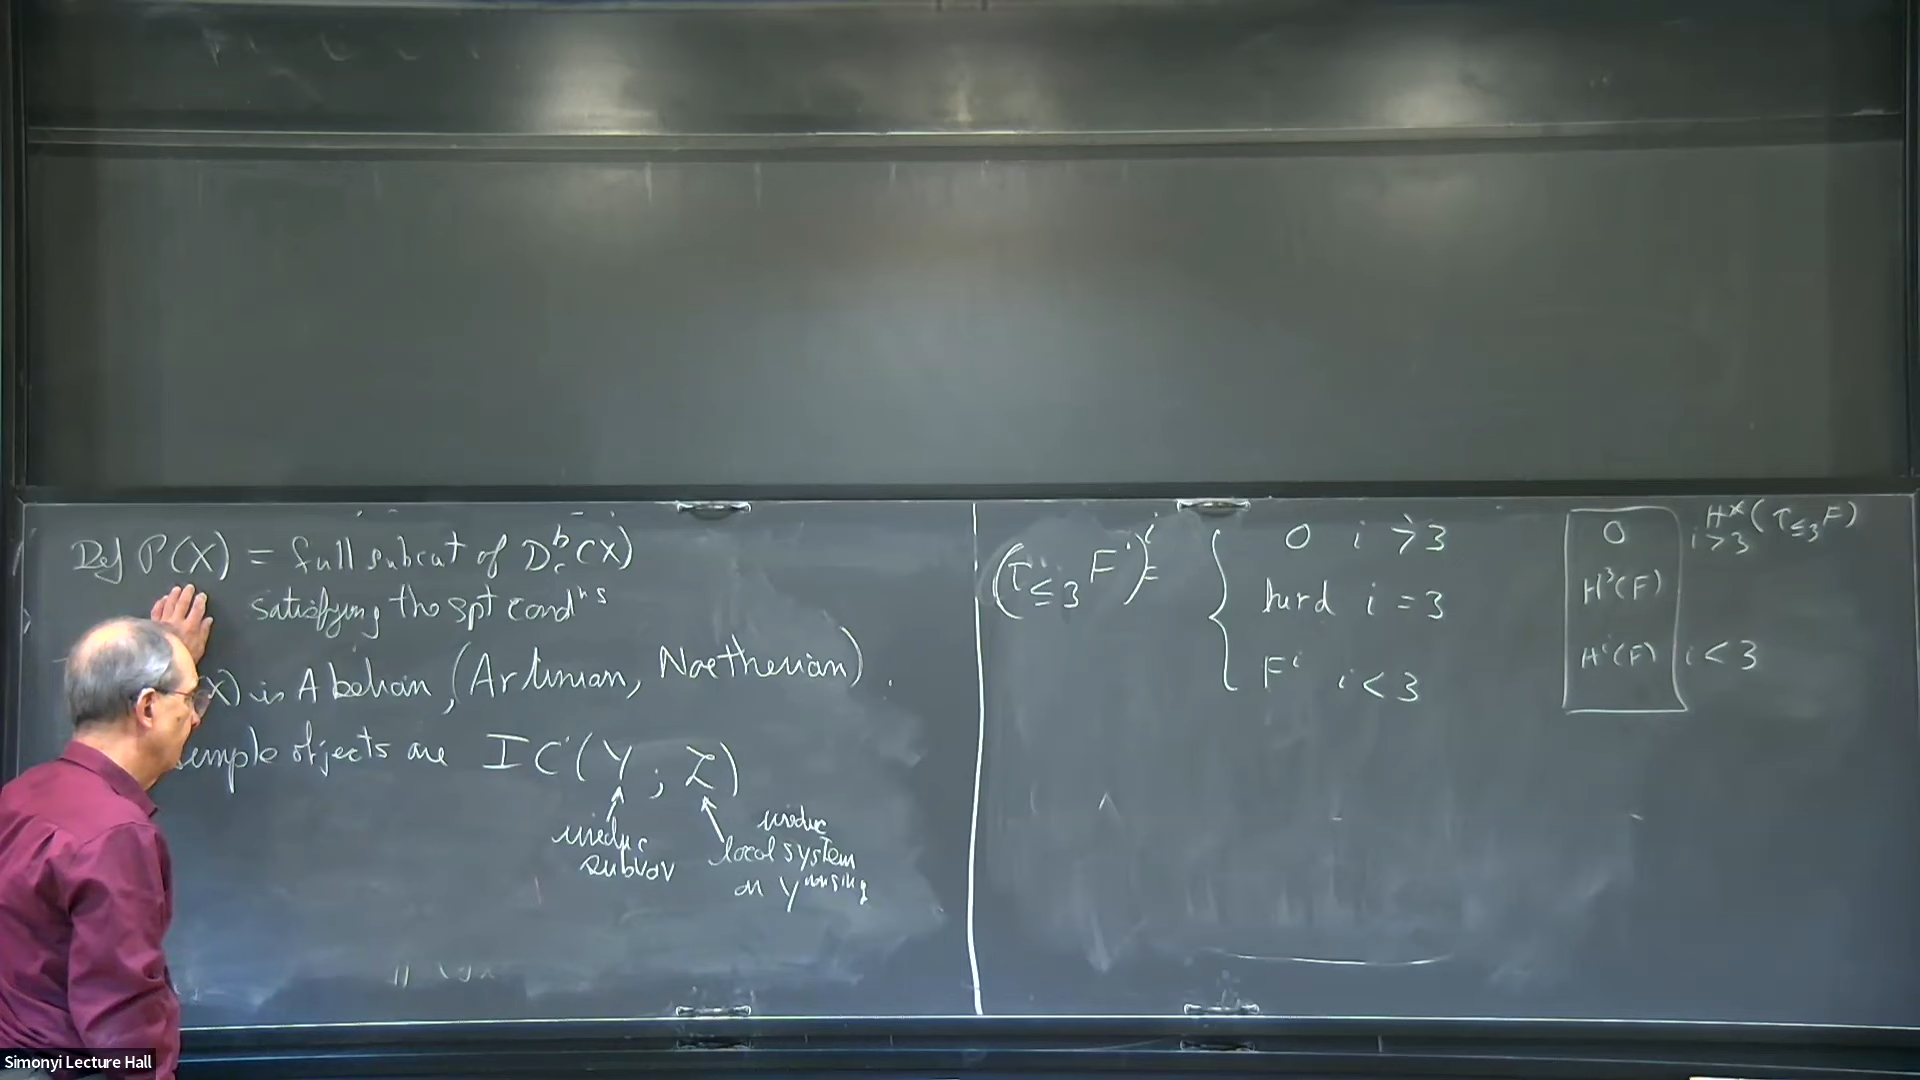 Def P(X) = full subcat of D^b_c(X)
satisfying the spt cond^ns
(X) is Abelian, (Artinian, Noetherian).
simple objects are IC^•(Y; L)
irreduc
subvar
irreduc
local system
on Y^nonsing
(τ_≤3 F^•)^i = { 0 i > 3
ker d i = 3
F^i i < 3
0 i>3 H^*(τ_≤3 F)
H^3(F)
H^i(F) i < 3
Simonyi Lecture Hall